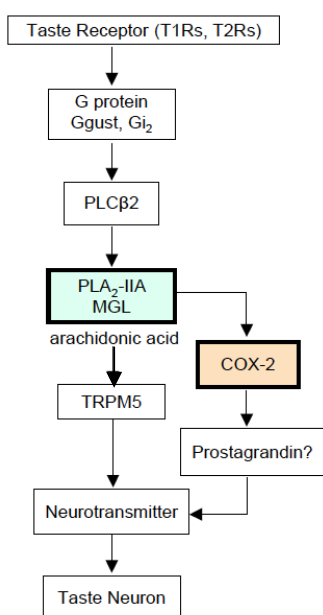 Taste Receptor (T1Rs, T2Rs)
G protein
Ggust, Gi₂
PLCβ2
PLA₂-IIA
MGL
arachidonic acid
COX-2
TRPM5
Prostagrandin?
Neurotransmitter
Taste Neuron